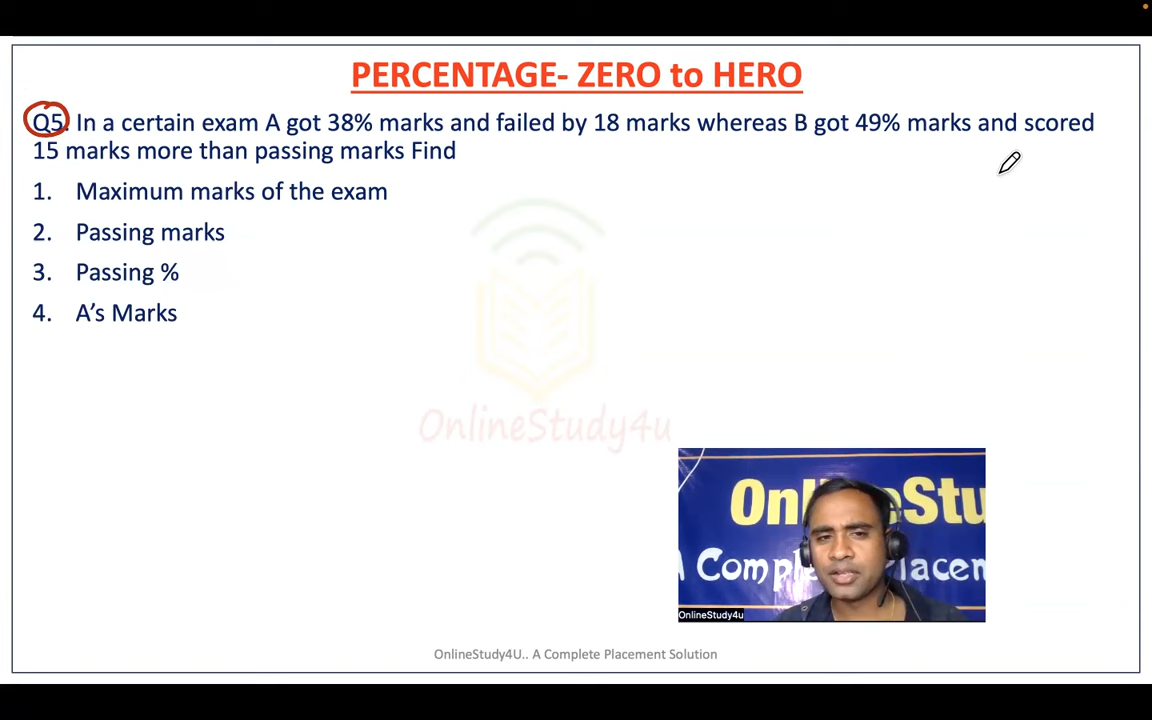 PERCENTAGE- ZERO to HERO
Q5. In a certain exam A got 38% marks and failed by 18 marks whereas B got 49% marks and scored
15 marks more than passing marks Find
1. Maximum marks of the exam
2. Passing marks
3. Passing %
4. A's Marks
OnlineStudy4u
OnlineStu
A Comple Placem
OnlineStudy4u
OnlineStudy4U.. A Complete Placement Solution